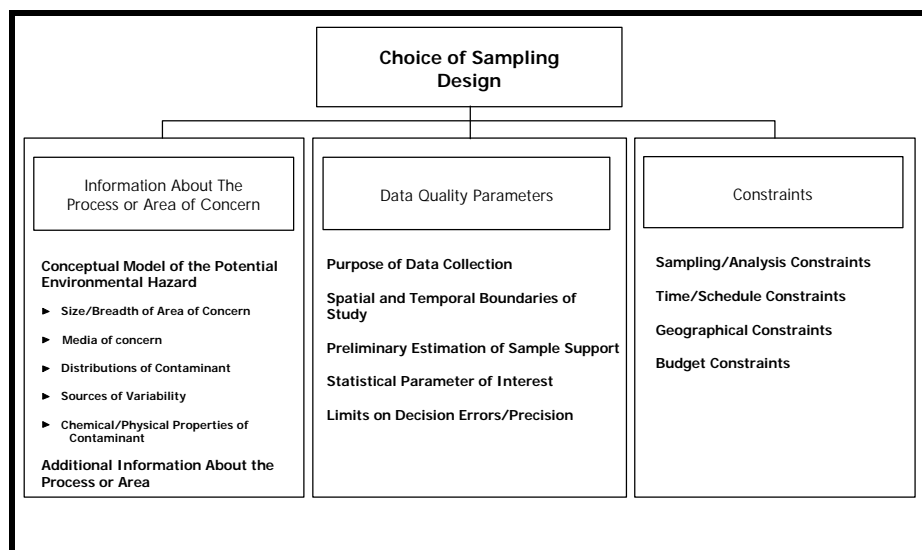 Choice of Sampling
Design
Information About The
Process or Area of Concern
Conceptual Model of the Potential
Environmental Hazard
► Size/Breadth of Area of Concern
► Media of concern
► Distributions of Contaminant
► Sources of Variability
► Chemical/Physical Properties of
Contaminant
Additional Information About the
Process or Area
Data Quality Parameters
Purpose of Data Collection
Spatial and Temporal Boundaries of
Study
Preliminary Estimation of Sample Support
Statistical Parameter of Interest
Limits on Decision Errors/Precision
Constraints
Sampling/Analysis Constraints
Time/Schedule Constraints
Geographical Constraints
Budget Constraints